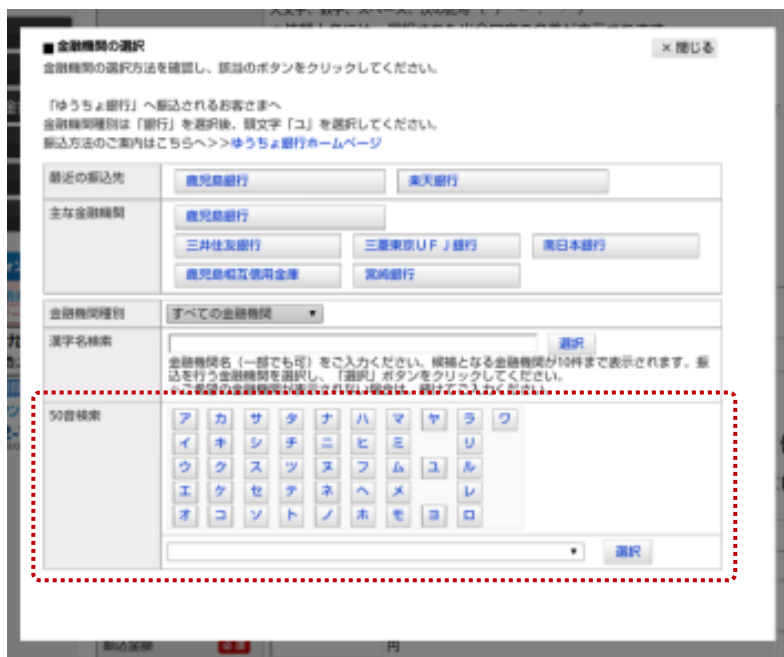 ■ 金融機関の選択
× 閉じる
金融機関の選択方法を確認し、該当のボタンをクリックしてください。
「ゆうちょ銀行」へ振込されるお客さまへ
金融機関種別は「銀行」を選択後、頭文字「ユ」を選択してください。
振込方法のご案内はこちらへ>>ゆうちょ銀行ホームページ
最近の振込先 鹿児島銀行 楽天銀行
主な金融機関 鹿児島銀行
三井住友銀行 三菱東京UFJ銀行 南日本銀行
鹿児島相互信用金庫 宮崎銀行
金融機関種別 すべての金融機関 ▼
漢字名検索 選択
金融機関名（一部でも可）をご入力ください。候補となる金融機関が10件まで表示されます。振
込を行う金融機関を選択し、「選択」ボタンをクリックしてください。
50音検索 ア カ サ タ ナ ハ マ ヤ ラ ワ
イ キ シ チ ニ ヒ ミ リ
ウ ク ス ツ ヌ フ ム ユ ル
エ ケ セ テ ネ ヘ メ レ
オ コ ソ ト ノ ホ モ ヨ ロ
▼ 選択
振込金額 必須 円